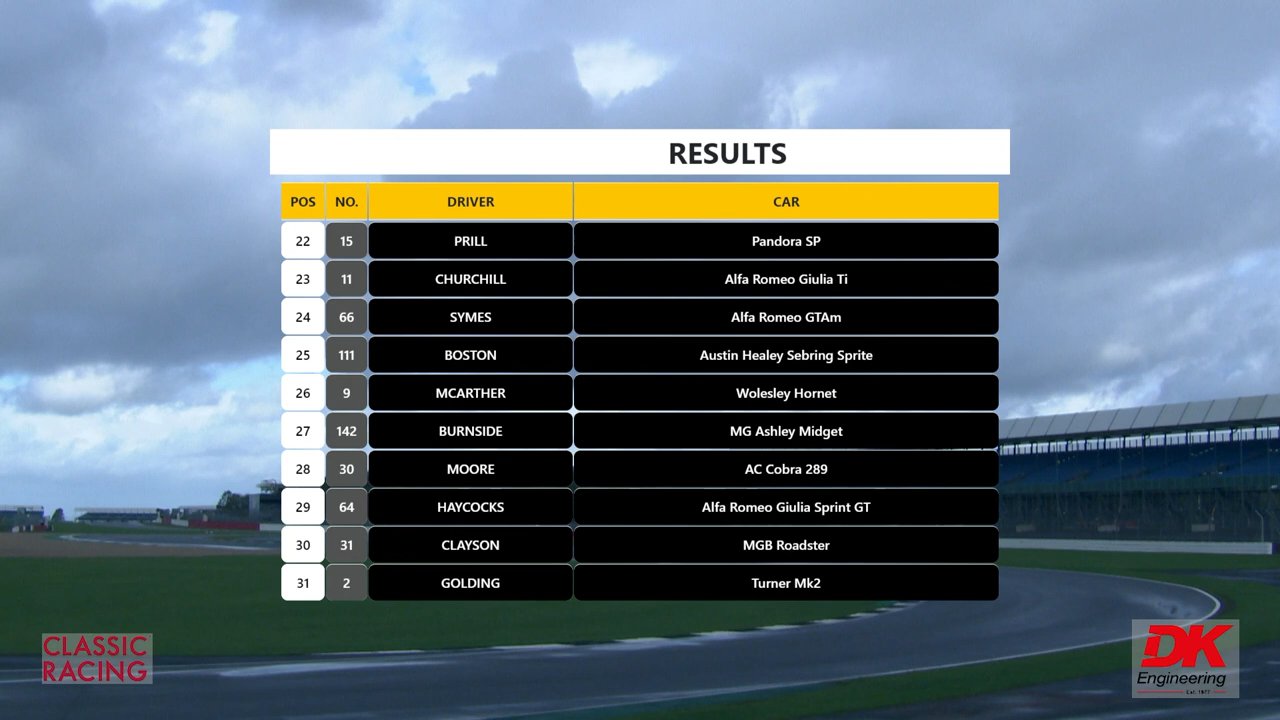 RESULTS
POS NO. DRIVER CAR
22 15 PRILL Pandora SP
23 11 CHURCHILL Alfa Romeo Giulia Ti
24 66 SYMES Alfa Romeo GTAm
25 111 BOSTON Austin Healey Sebring Sprite
26 9 MCARTHER Wolesley Hornet
27 142 BURNSIDE MG Ashley Midget
28 30 MOORE AC Cobra 289
29 64 HAYCOCKS Alfa Romeo Giulia Sprint GT
30 31 CLAYSON MGB Roadster
31 2 GOLDING Turner Mk2
CLASSIC
RACING
DK
Engineering
Est. 1977